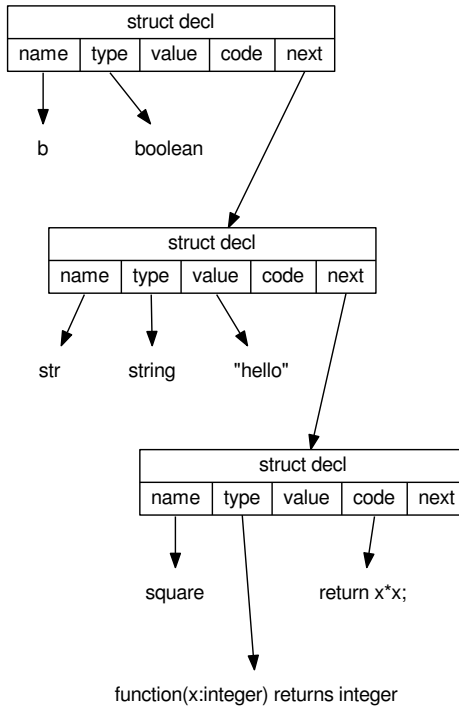 struct decl
name type value code next
b boolean
struct decl
name type value code next
str string "hello"
struct decl
name type value code next
square return x*x;
function(x:integer) returns integer